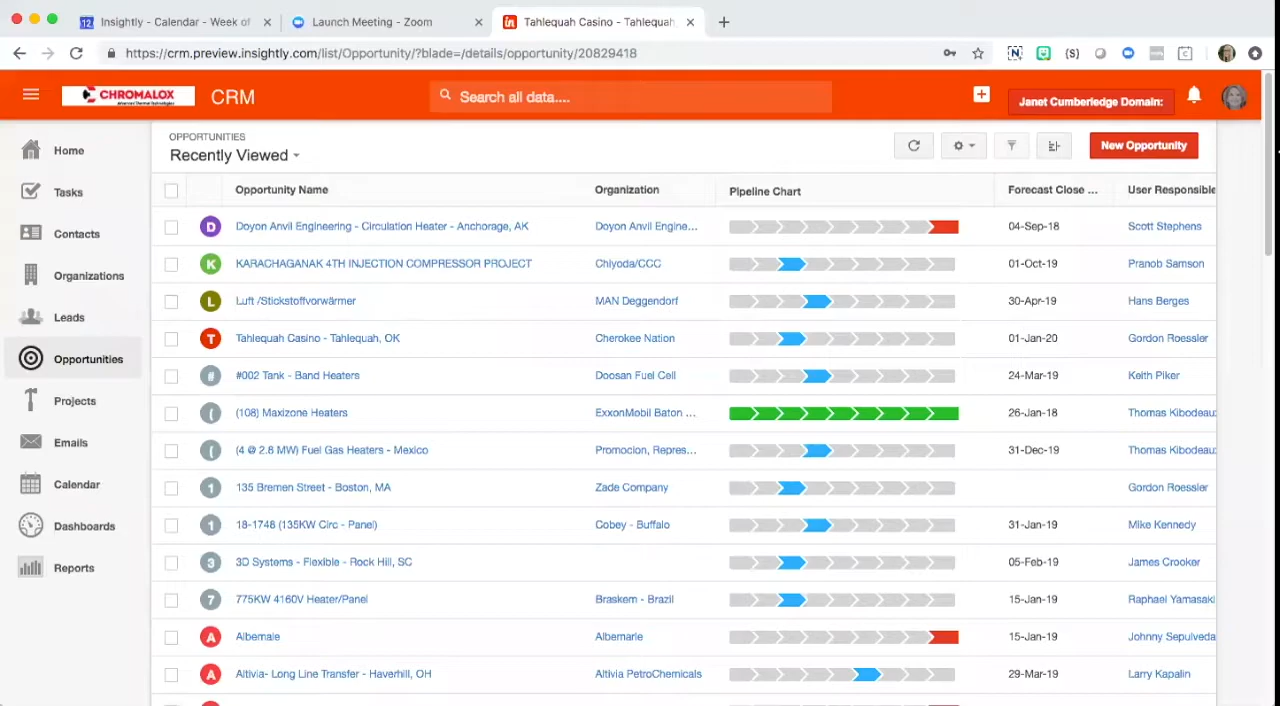 Insightly - Calendar - Week of
Launch Meeting - Zoom
Tahlequah Casino - Tahlequah,
https://crm.preview.insightly.com/list/Opportunity/?blade=/details/opportunity/20829418
CHROMALOX
Advanced Thermal Technologies
CRM
Search all data....
Janet Cumberledge Domain:
Home
Tasks
Contacts
Organizations
Leads
Opportunities
Projects
Emails
Calendar
Dashboards
Reports
OPPORTUNITIES
Recently Viewed
New Opportunity
Opportunity Name Organization Pipeline Chart Forecast Close ... User Responsible
D Doyon Anvil Engineering - Circulation Heater - Anchorage, AK Doyon Anvil Engine... 04-Sep-18 Scott Stephens
K KARACHAGANAK 4TH INJECTION COMPRESSOR PROJECT Chiyoda/CCC 01-Oct-19 Pranob Samson
L Luft /Stickstoffvorwärmer MAN Deggendorf 30-Apr-19 Hans Berges
T Tahlequah Casino - Tahlequah, OK Cherokee Nation 01-Jan-20 Gordon Roessler
# #002 Tank - Band Heaters Doosan Fuel Cell 24-Mar-19 Keith Piker
( (108) Maxizone Heaters ExxonMobil Baton ... 26-Jan-18 Thomas Kibodeaux
( (4 @ 2.8 MW) Fuel Gas Heaters - Mexico Promocion, Repres... 31-Dec-19 Thomas Kibodeaux
1 135 Bremen Street - Boston, MA Zade Company Gordon Roessler
1 18-1748 (135KW Circ - Panel) Cobey - Buffalo 31-Jan-19 Mike Kennedy
3 3D Systems - Flexible - Rock Hill, SC 05-Feb-19 James Crooker
7 775KW 4160V Heater/Panel Braskem - Brazil 15-Jan-19 Raphael Yamasaki
A Albemale Albemarle 15-Jan-19 Johnny Sepulveda
A Altivia- Long Line Transfer - Haverhill, OH Altivia PetroChemicals 29-Mar-19 Larry Kapalin